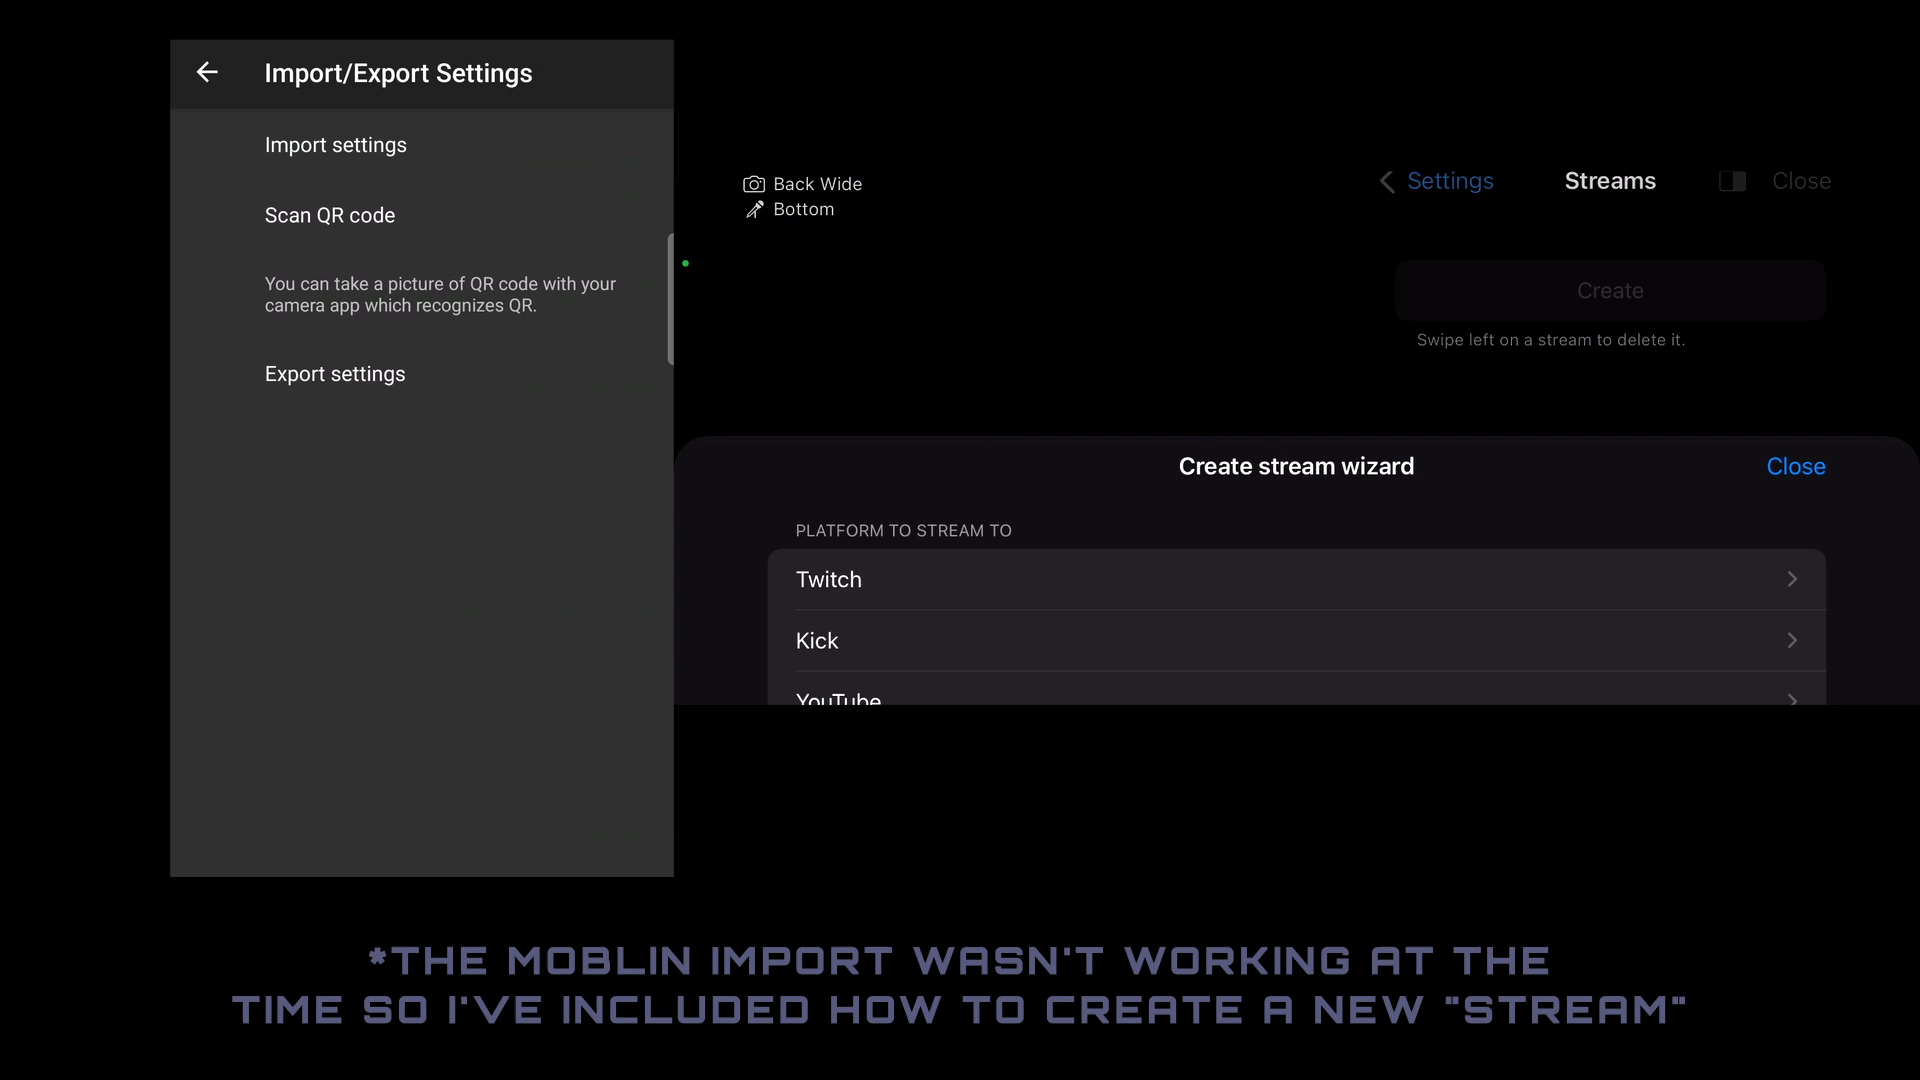 Import/Export Settings
Import settings
Scan QR code
You can take a picture of QR code with your
camera app which recognizes QR.
Export settings
Back Wide
Bottom
Settings
Streams
Close
Create
Swipe left on a stream to delete it.
Create stream wizard
Close
PLATFORM TO STREAM TO
Twitch
Kick
YouTube
*THE MOBLIN IMPORT WASN'T WORKING AT THE
TIME SO I'VE INCLUDED HOW TO CREATE A NEW "STREAM"